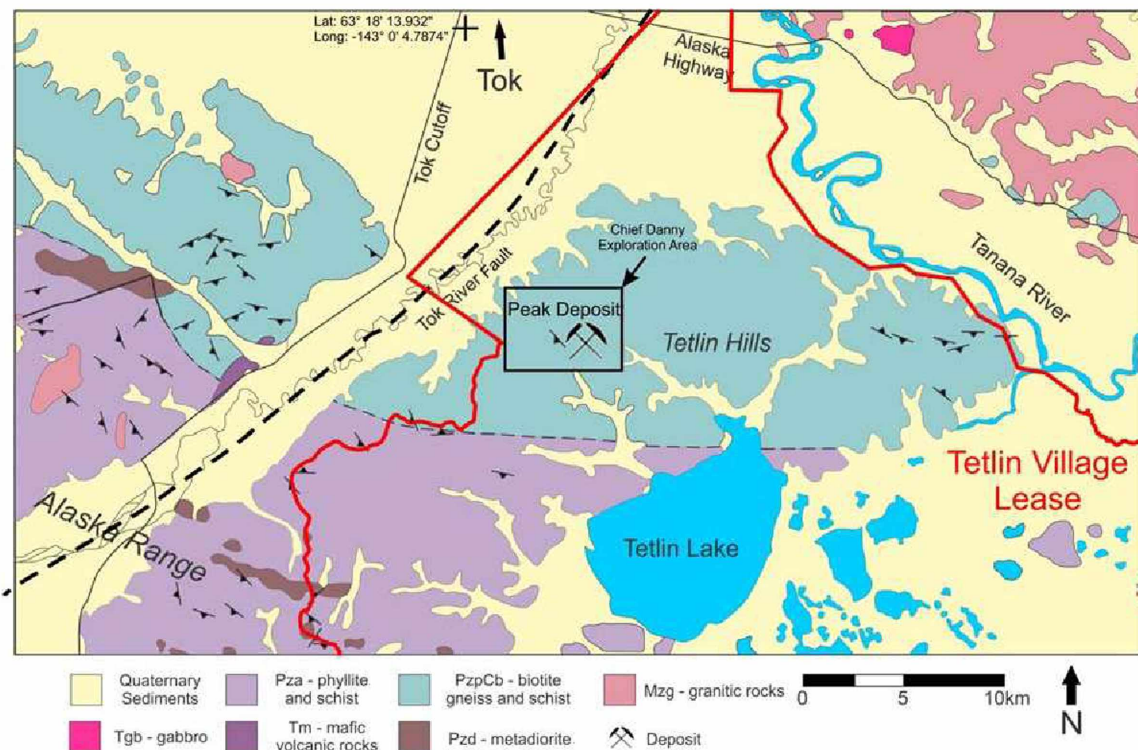 Lat: 63° 18' 13.932"
Long: -143° 0' 4.7874"
Tok
Alaska
Highway
Tok Cutoff
Chief Danny
Exploration Area
Tok River Fault
Peak Deposit
Tetlin Hills
Tanana River
Tetlin Village
Lease
Alaska Range
Tetlin Lake
Quaternary
Sediments
Pza - phyllite
and schist
PzpCb - biotite
gneiss and schist
Mzg - granitic rocks
0 5 10km
Tgb - gabbro
Tm - mafic
volcanic rocks
Pzd - metadiorite
Deposit
N